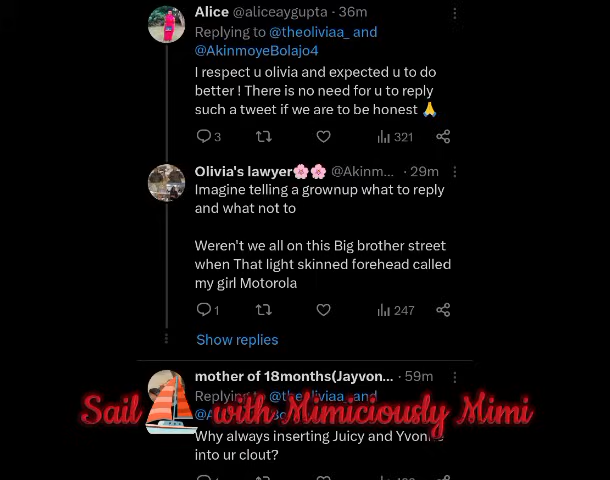 Alice @aliceaygupta · 36m
Replying to @theoliviaa_ and
@AkinmoyeBolajo4
I respect u olivia and expected u to do
better ! There is no need for u to reply
such a tweet if we are to be honest 🙏
3 321
Olivia's lawyer🌸🌸 @Akinm... · 29m
Imagine telling a grownup what to reply
and what not to
Weren't we all on this Big brother street
when That light skinned forehead called
my girl Motorola
1 247
Show replies
mother of 18months(Jayvon... · 59m
Replying to and
Sail ⛵ with Mimiciously Mimi
Why always inserting Juicy and Yvonne
into ur clout?